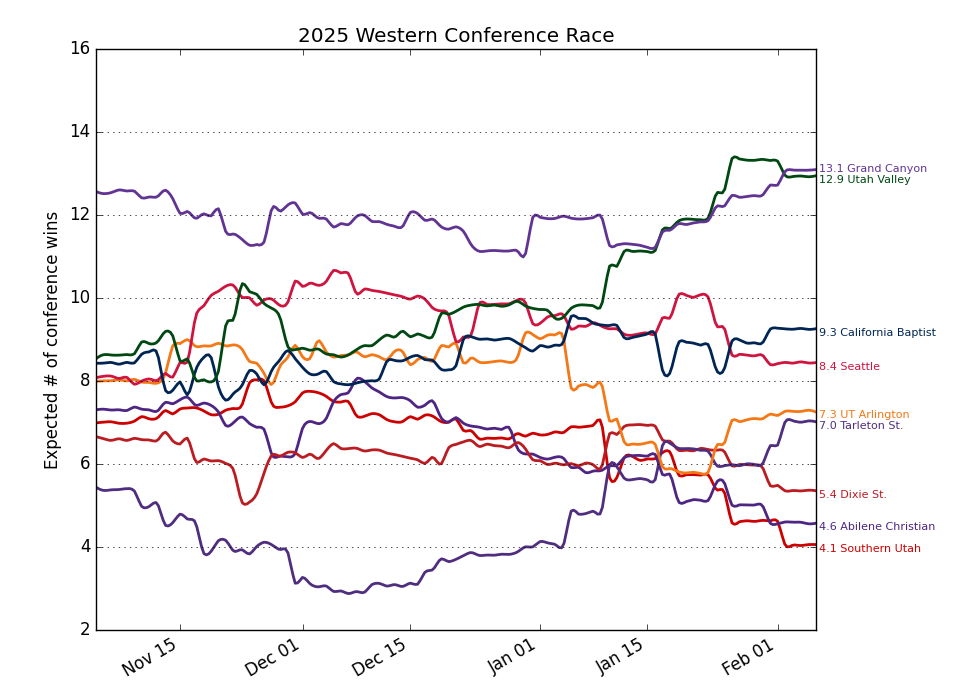 2025 Western Conference Race
Expected # of conference wins
16
14
12
10
8
6
4
2
13.1 Grand Canyon
12.9 Utah Valley
9.3 California Baptist
8.4 Seattle
7.3 UT Arlington
7.0 Tarleton St.
5.4 Dixie St.
4.6 Abilene Christian
4.1 Southern Utah
Nov 15
Dec 01
Dec 15
Jan 01
Jan 15
Feb 01